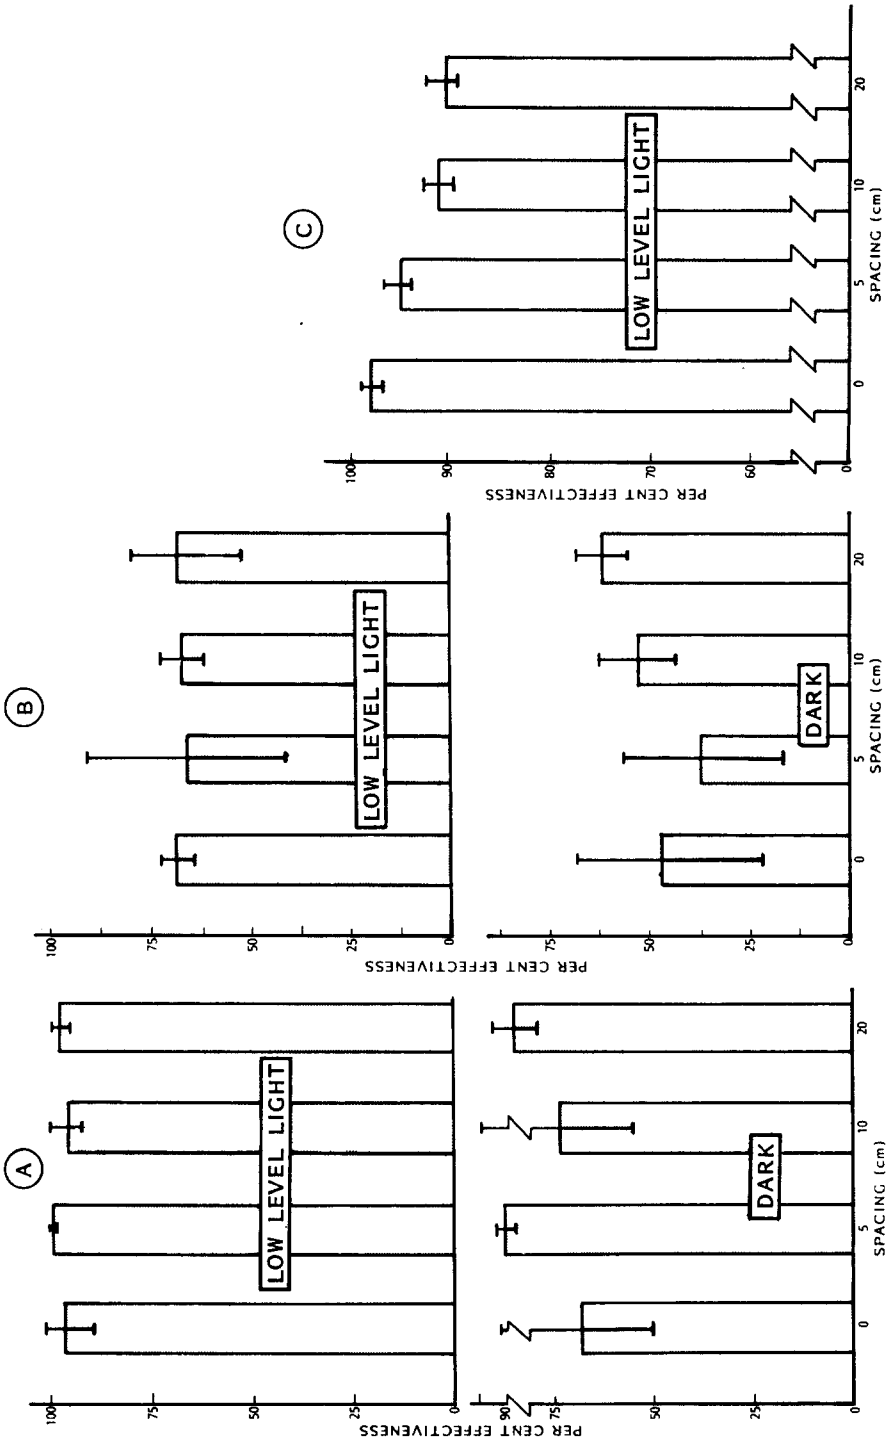 A
PER CENT EFFECTIVENESS
100
75
50
25
0
LOW LEVEL LIGHT
90
75
50
25
0
DARK
0 5 10 20
SPACING (cm)
B
PER CENT EFFECTIVENESS
100
75
50
25
0
LOW LEVEL LIGHT
75
50
25
0
DARK
0 5 10 20
SPACING (cm)
C
PER CENT EFFECTIVENESS
100
90
80
70
60
0
LOW LEVEL LIGHT
0 5 10 20
SPACING (cm)